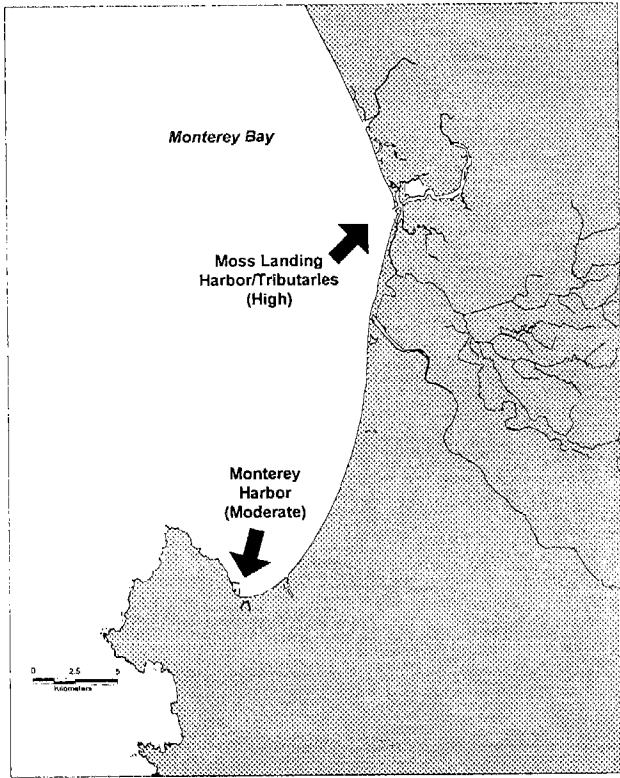 Monterey Bay
Moss Landing
Harbor/Tributaries
(High)
Monterey
Harbor
(Moderate)
0 2.5 5
Kilometers